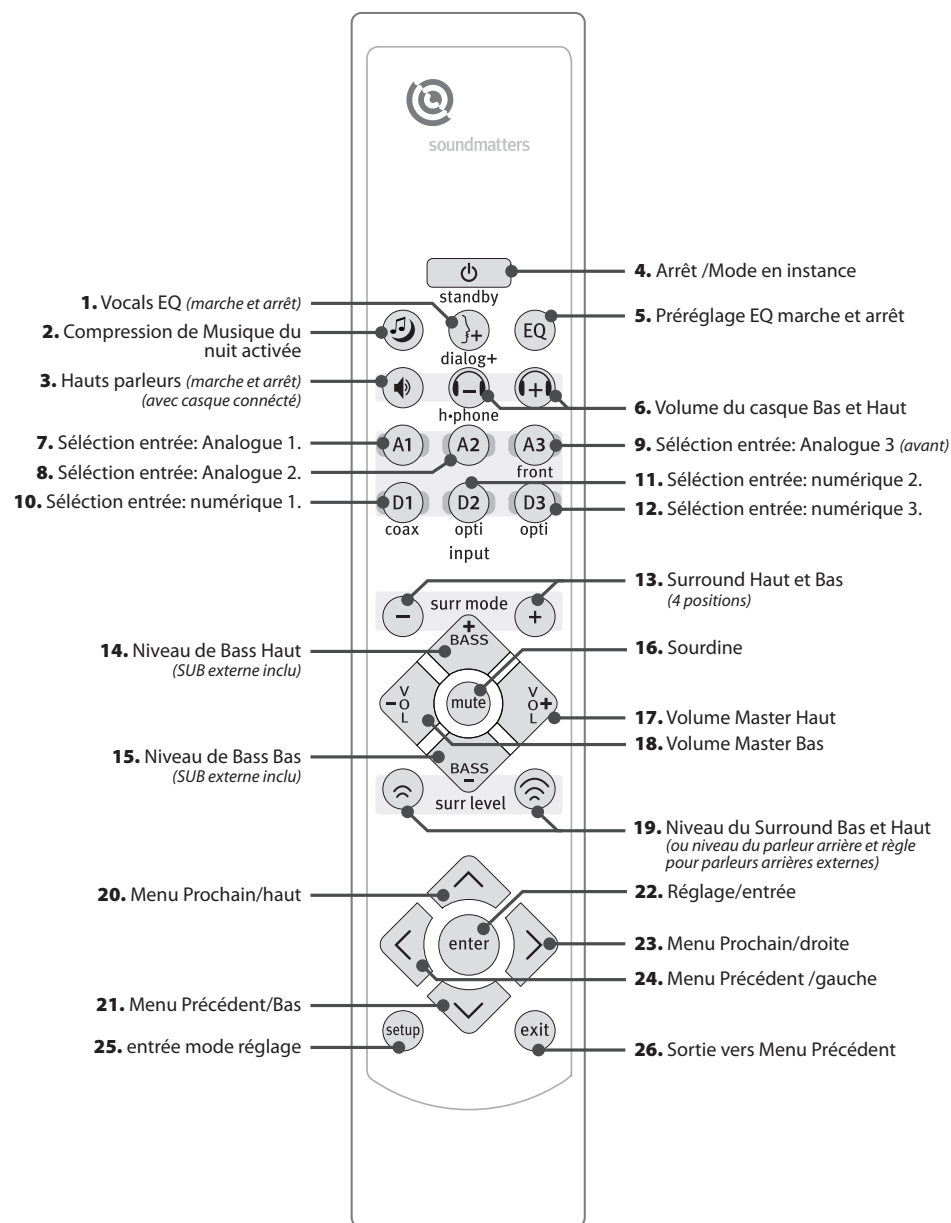 soundmatters
standby
dialog+
EQ
h•phone
A1
A2
A3
front
D1
D2
D3
coax
opti
opti
input
− surr mode +
+
BASS
− VOL
mute
VOL +
BASS
−
surr level
enter
setup
exit
1. Vocals EQ (marche et arrêt)
2. Compression de Musique du
nuit activée
3. Hauts parleurs (marche et arrêt)
(avec casque connécté)
4. Arrêt /Mode en instance
5. Préréglage EQ marche et arrêt
6. Volume du casque Bas et Haut
7. Séléction entrée: Analogue 1.
8. Séléction entrée: Analogue 2.
9. Séléction entrée: Analogue 3 (avant)
10. Séléction entrée: numérique 1.
11. Séléction entrée: numérique 2.
12. Séléction entrée: numérique 3.
13. Surround Haut et Bas
(4 positions)
14. Niveau de Bass Haut
(SUB externe inclu)
15. Niveau de Bass Bas
(SUB externe inclu)
16. Sourdine
17. Volume Master Haut
18. Volume Master Bas
19. Niveau du Surround Bas et Haut
(ou niveau du parleur arrière et règle
pour parleurs arrières externes)
20. Menu Prochain/haut
21. Menu Précédent/Bas
22. Réglage/entrée
23. Menu Prochain/droite
24. Menu Précédent /gauche
25. entrée mode réglage
26. Sortie vers Menu Précédent